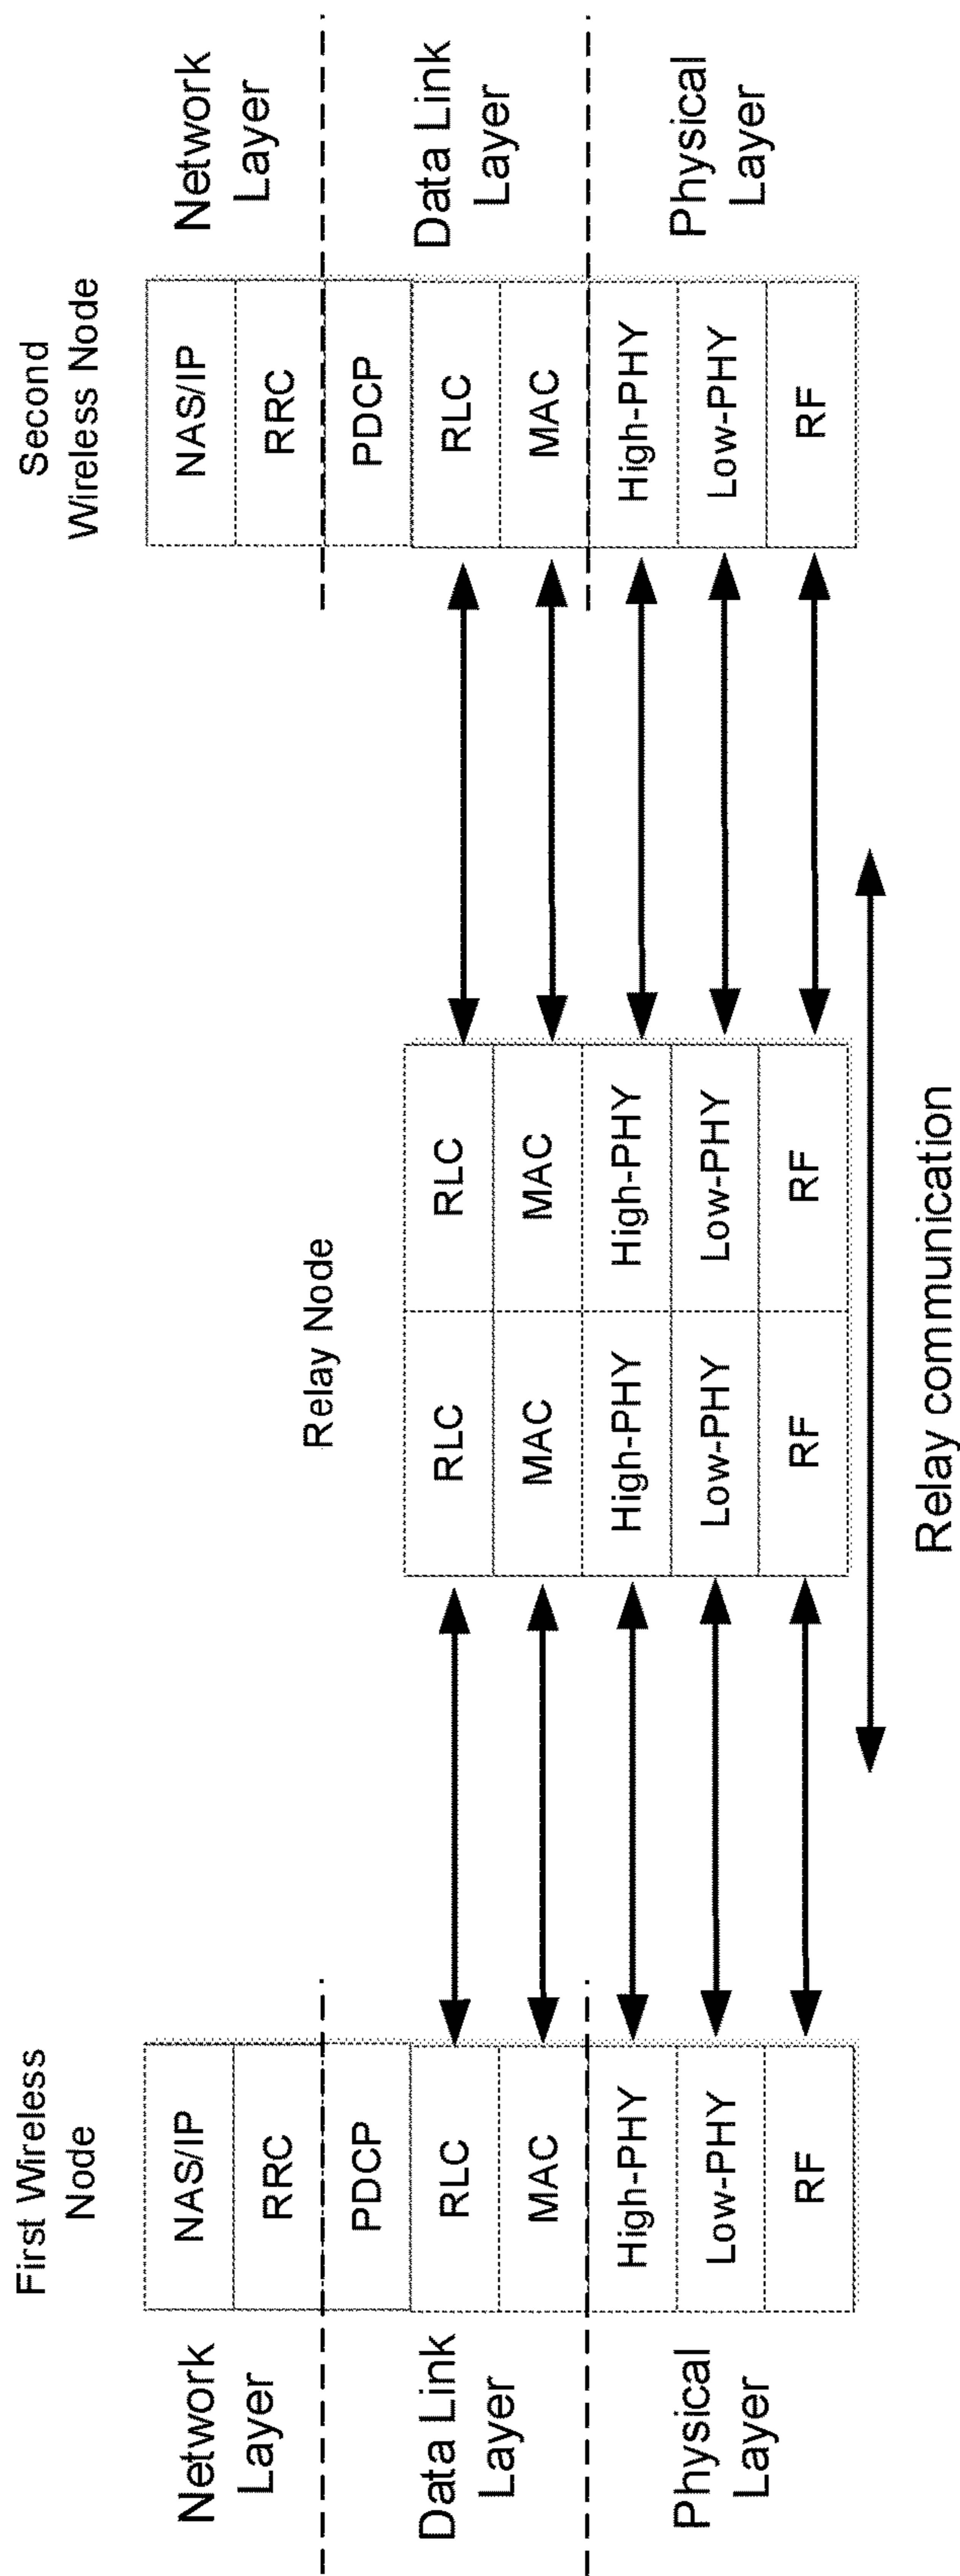 First Wireless
Node
Network
Layer
Data Link
Layer
Physical
Layer
NAS/IP
RRC
PDCP
RLC
MAC
High-PHY
Low-PHY
RF
Relay Node
RLC
MAC
High-PHY
Low-PHY
RF
RLC
MAC
High-PHY
Low-PHY
RF
Relay communication
Second
Wireless Node
NAS/IP
RRC
PDCP
RLC
MAC
High-PHY
Low-PHY
RF
Network
Layer
Data Link
Layer
Physical
Layer